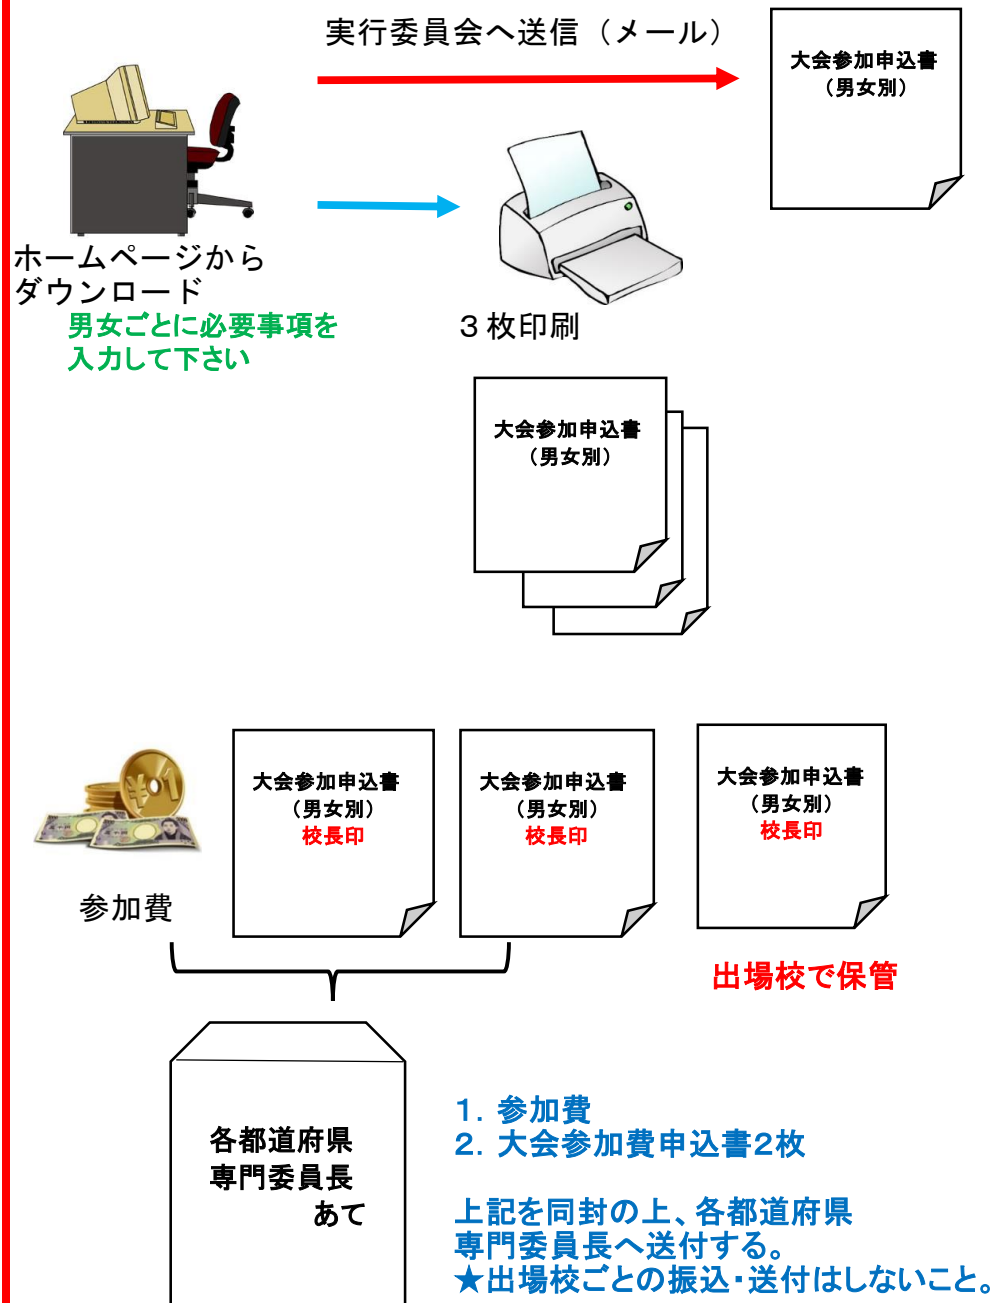 実行委員会へ送信（メール）
大会参加申込書
（男女別）
ホームページから
ダウンロード
男女ごとに必要事項を
入力して下さい
３枚印刷
大会参加申込書
（男女別）
大会参加申込書
（男女別）
校長印
大会参加申込書
（男女別）
校長印
大会参加申込書
（男女別）
校長印
¥
1
参加費
出場校で保管
各都道府県
専門委員長
あて
１．参加費
２．大会参加費申込書２枚
上記を同封の上、各都道府県
専門委員長へ送付する。
★出場校ごとの振込・送付はしないこと。